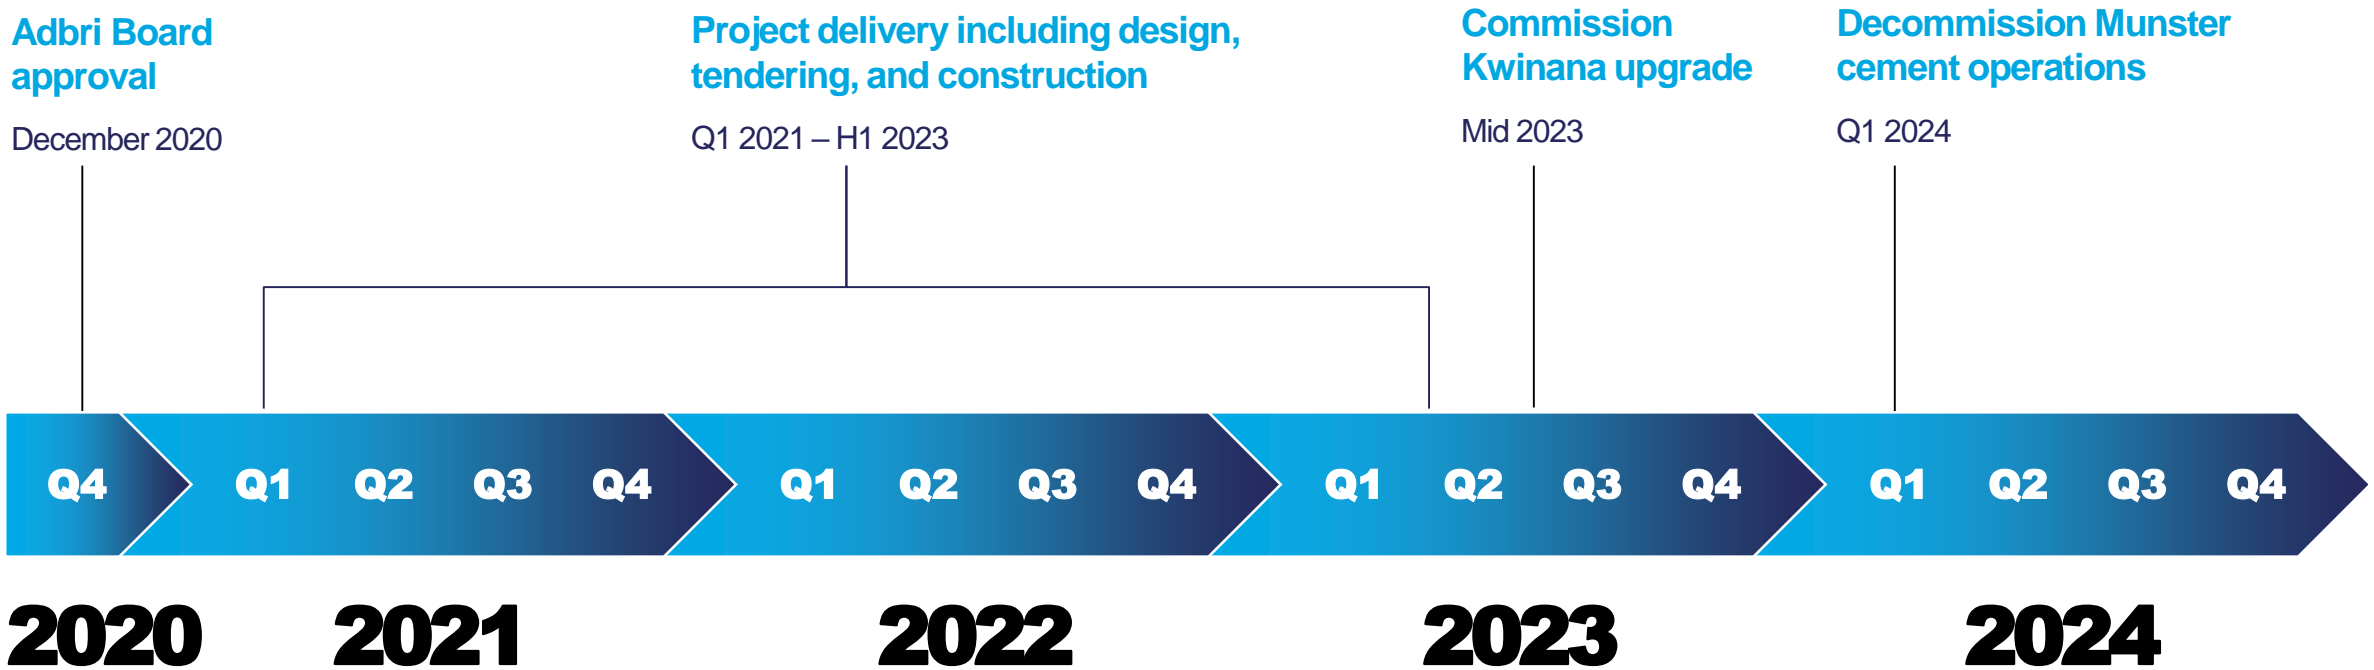 Adbri Board
approval
December 2020
Project delivery including design,
tendering, and construction
Q1 2021 – H1 2023
Commission
Kwinana upgrade
Mid 2023
Decommission Munster
cement operations
Q1 2024
Q4 Q1 Q2 Q3 Q4 Q1 Q2 Q3 Q4 Q1 Q2 Q3 Q4 Q1 Q2 Q3 Q4
2020 2021 2022 2023 2024